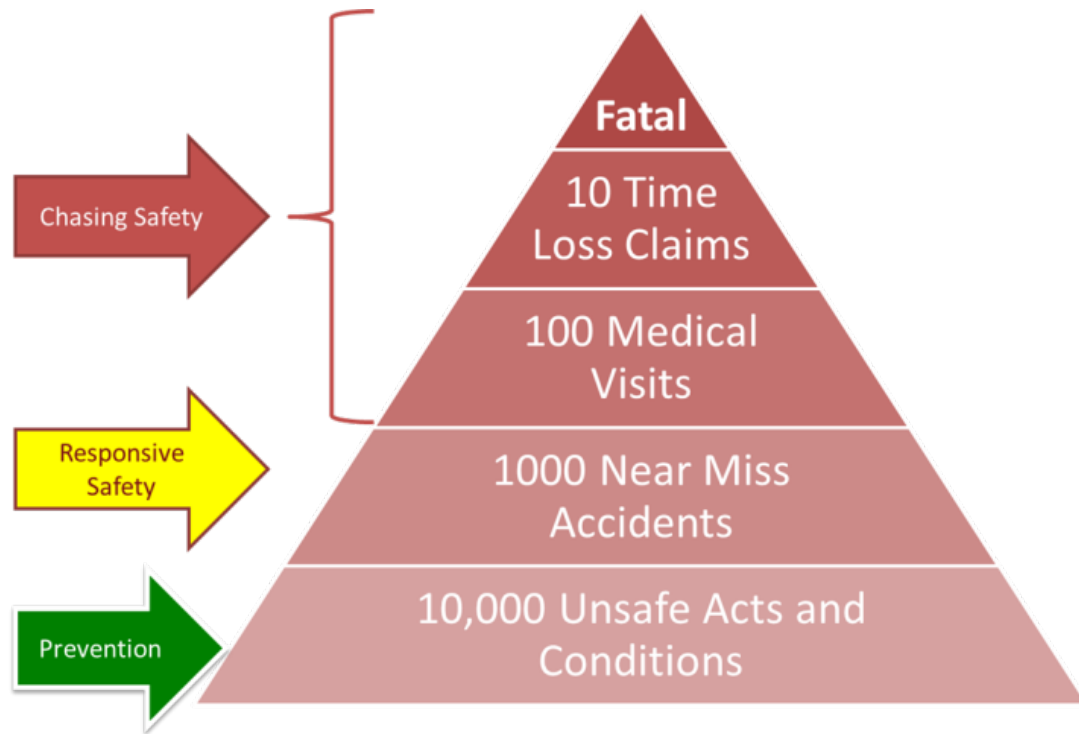 Fatal
10 Time
Loss Claims
100 Medical
Visits
1000 Near Miss
Accidents
10,000 Unsafe Acts and
Conditions
Chasing Safety
Responsive
Safety
Prevention